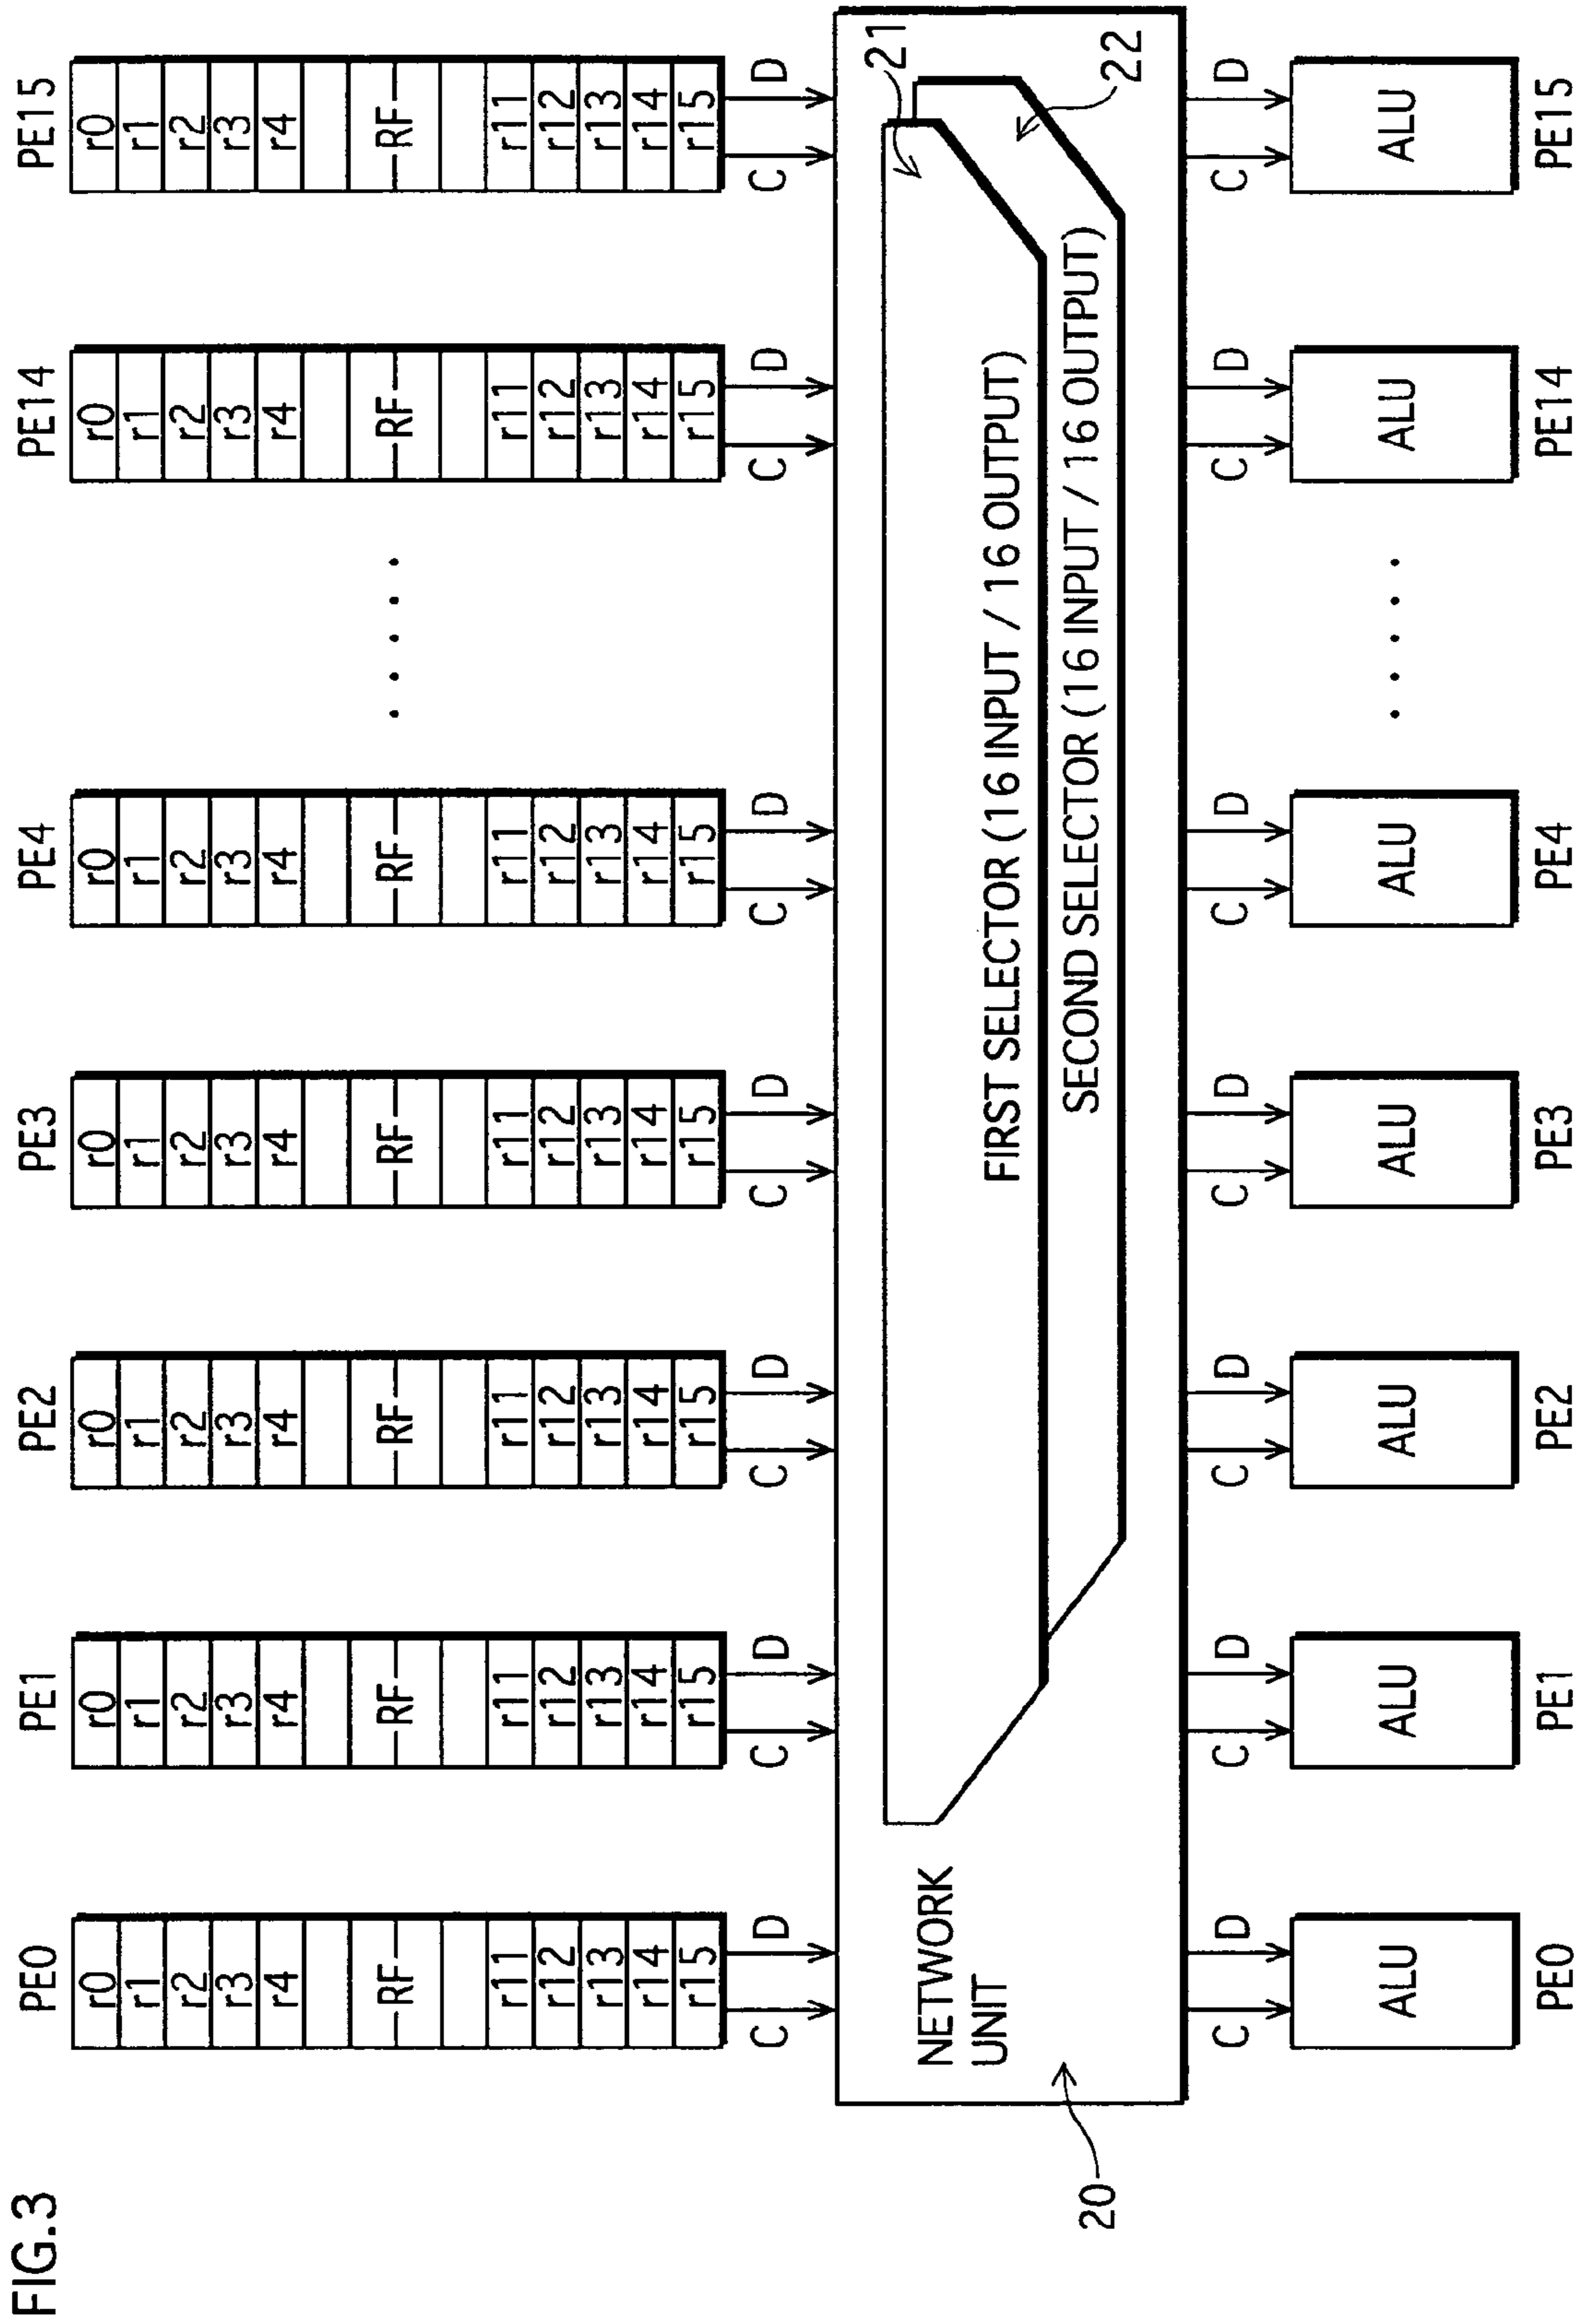 FIG.3
PE0 PE1 PE2 PE3 PE4 PE14 PE15
r0 r0 r0 r0 r0 r0 r0
r1 r1 r1 r1 r1 r1 r1
r2 r2 r2 r2 r2 r2 r2
r3 r3 r3 r3 r3 r3 r3
r4 r4 r4 r4 r4 r4 r4
RF RF RF RF RF . . . . . RF RF
r11 r11 r11 r11 r11 r11 r11
r12 r12 r12 r12 r12 r12 r12
r13 r13 r13 r13 r13 r13 r13
r14 r14 r14 r14 r14 r14 r14
r15 r15 r15 r15 r15 r15 r15
C D C D C D C D C D C D C D
21
NETWORK
UNIT
FIRST SELECTOR (16 INPUT / 16 OUTPUT)
SECOND SELECTOR (16 INPUT / 16 OUTPUT)
22
20
C D C D C D C D C D C D C D
ALU ALU ALU ALU ALU . . . . . ALU ALU
PE0 PE1 PE2 PE3 PE4 PE14 PE15